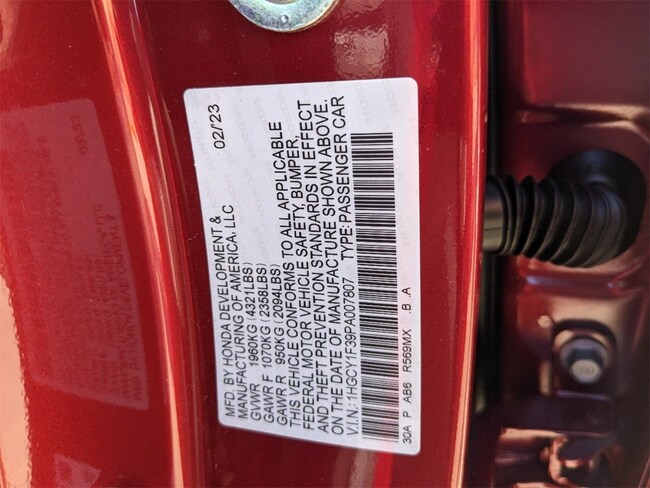 MFD. BY HONDA DEVELOPMENT & 02/23
MANUFACTURING OF AMERICA, LLC
GVWR 1960KG (4321LBS)
GAWR F 1070KG (2358LBS)
GAWR R 950KG (2094LBS)
THIS VEHICLE CONFORMS TO ALL APPLICABLE
FEDERAL MOTOR VEHICLE SAFETY, BUMPER,
AND THEFT PREVENTION STANDARDS IN EFFECT
ON THE DATE OF MANUFACTURE SHOWN ABOVE.
V.I.N.:1HGCY1F39PA007807 TYPE:PASSENGER CAR
30A P AB6 R569MX .B .A